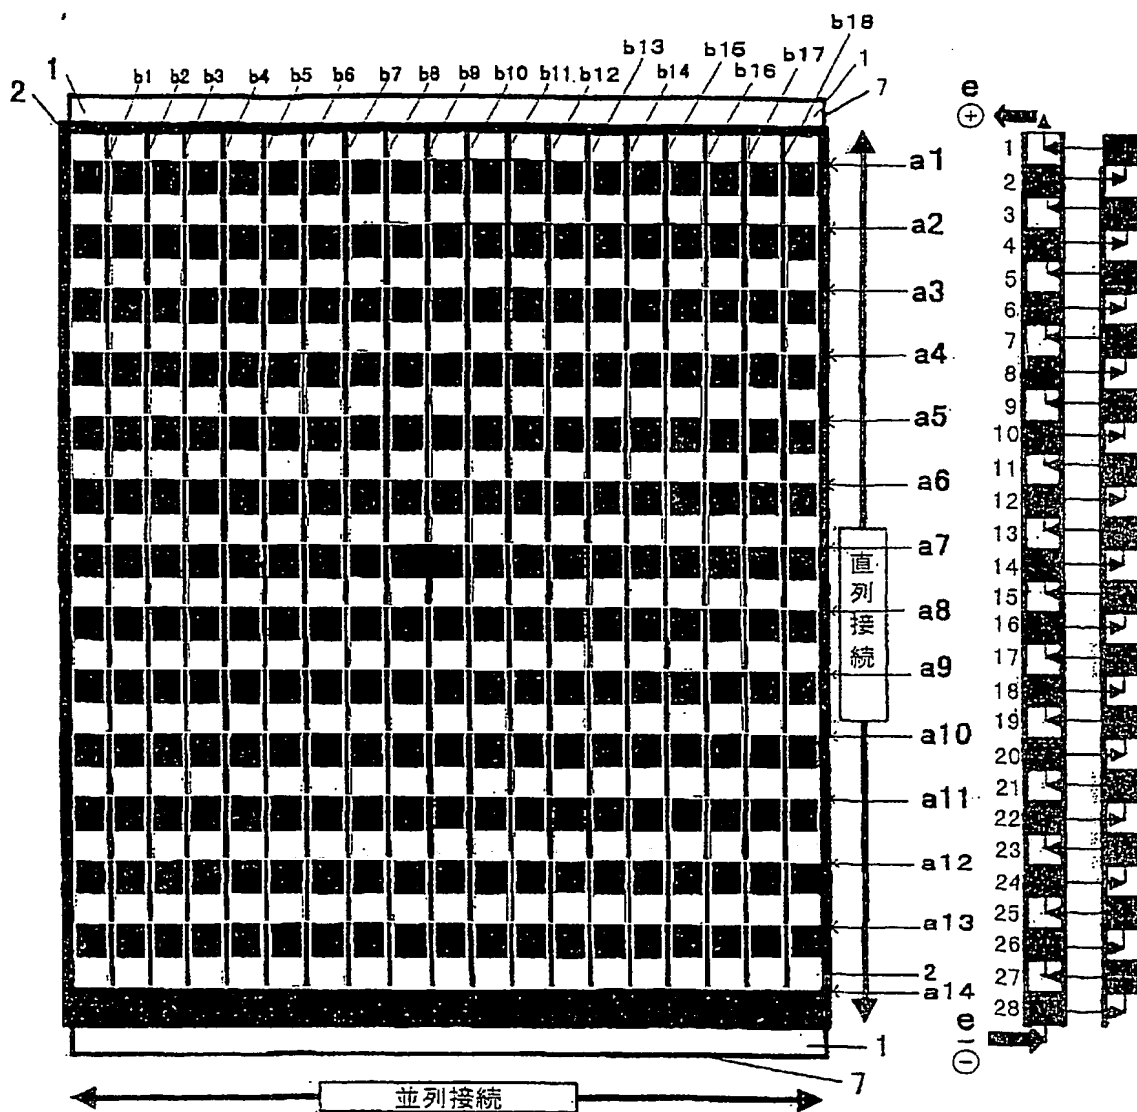 b18
b13 b15 b17
1 b1 b2 b3 b4 b5 b6 b7 b8 b9 b10 b11 b12 b14 b16 1
2 7
e
⊕
a1
a2
a3
a4
a5
a6
a7
直列接続
a8
a9
a10
a11
a12
a13
2
a14
1
7
並列接続
1
2
3
4
5
6
7
8
9
10
11
12
13
14
15
16
17
18
19
20
21
22
23
24
25
26
27
28
e
⊖